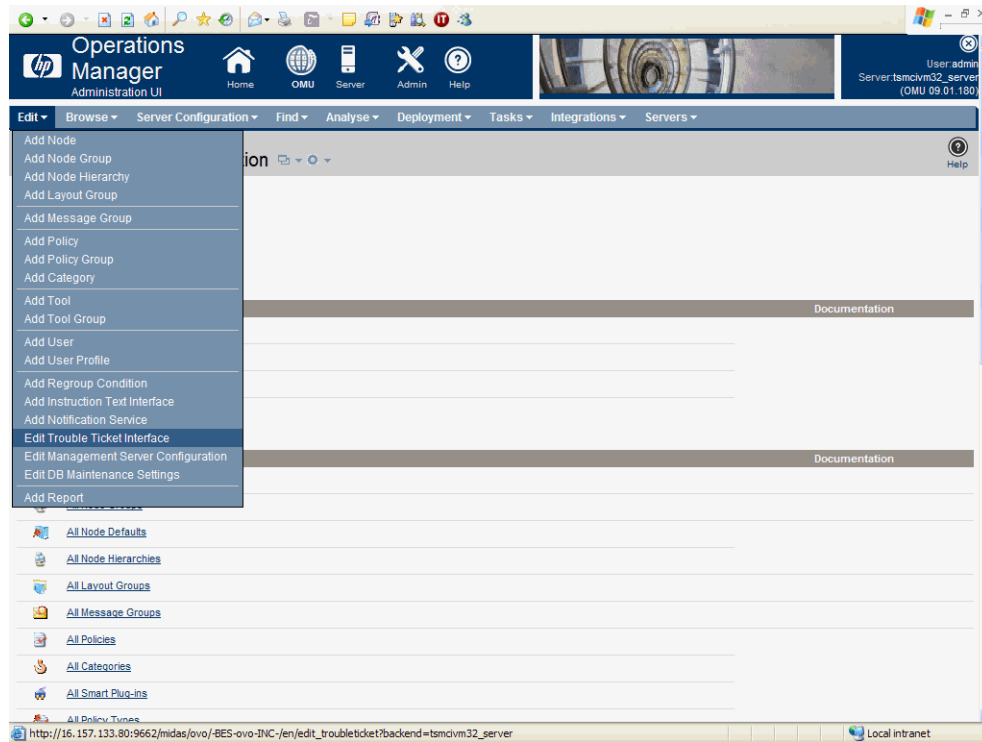 hp Operations Manager
Administration UI
Home OMU Server Admin Help
User:admin
Server:tsmcivm32_server
(OMU 09.01.180)
Edit Browse Server Configuration Find Analyse Deployment Tasks Integrations Servers
ion
Help
Add Node
Add Node Group
Add Node Hierarchy
Add Layout Group
Add Message Group
Add Policy
Add Policy Group
Add Category
Add Tool
Documentation
Add Tool Group
Add User
Add User Profile
Add Regroup Condition
Add Instruction Text Interface
Add Notification Service
Edit Trouble Ticket Interface
Edit Management Server Configuration
Documentation
Edit DB Maintenance Settings
Add Report
All Node Groups
All Node Defaults
All Node Hierarchies
All Layout Groups
All Message Groups
All Policies
All Categories
All Smart Plug-ins
All Policy Types
http://16.157.133.80:9662/midas/ovo/-BES-ovo-INC-/en/edit_troubleticket?backend=tsmcivm32_server
Local intranet